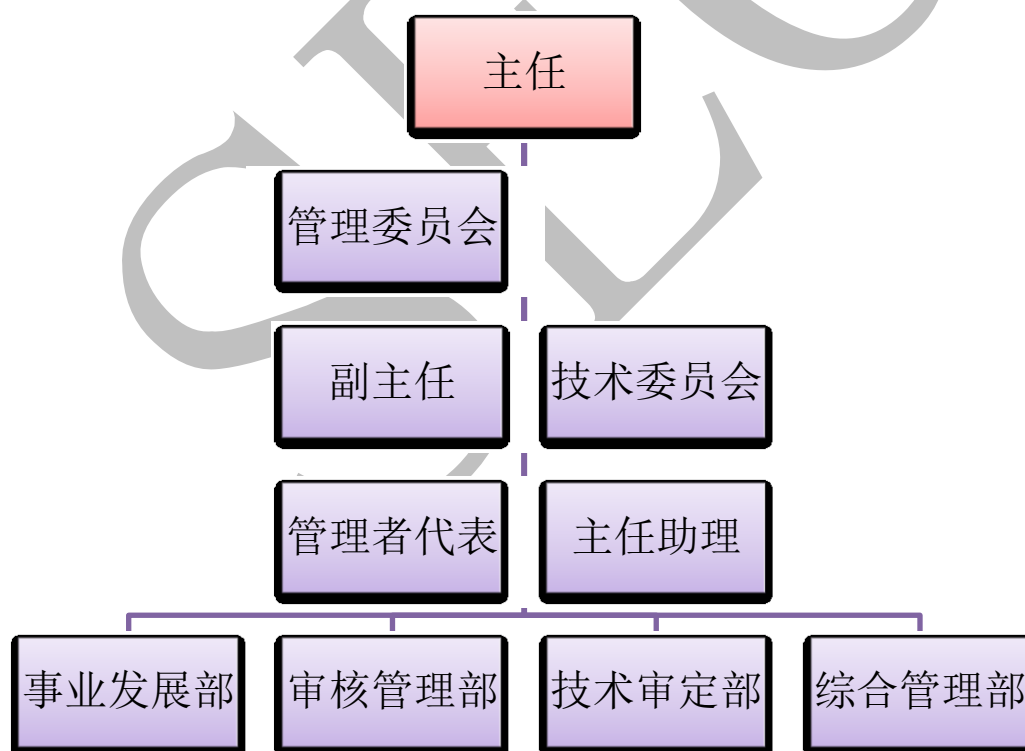 主任
管理委员会
副主任
技术委员会
管理者代表
主任助理
事业发展部
审核管理部
技术审定部
综合管理部